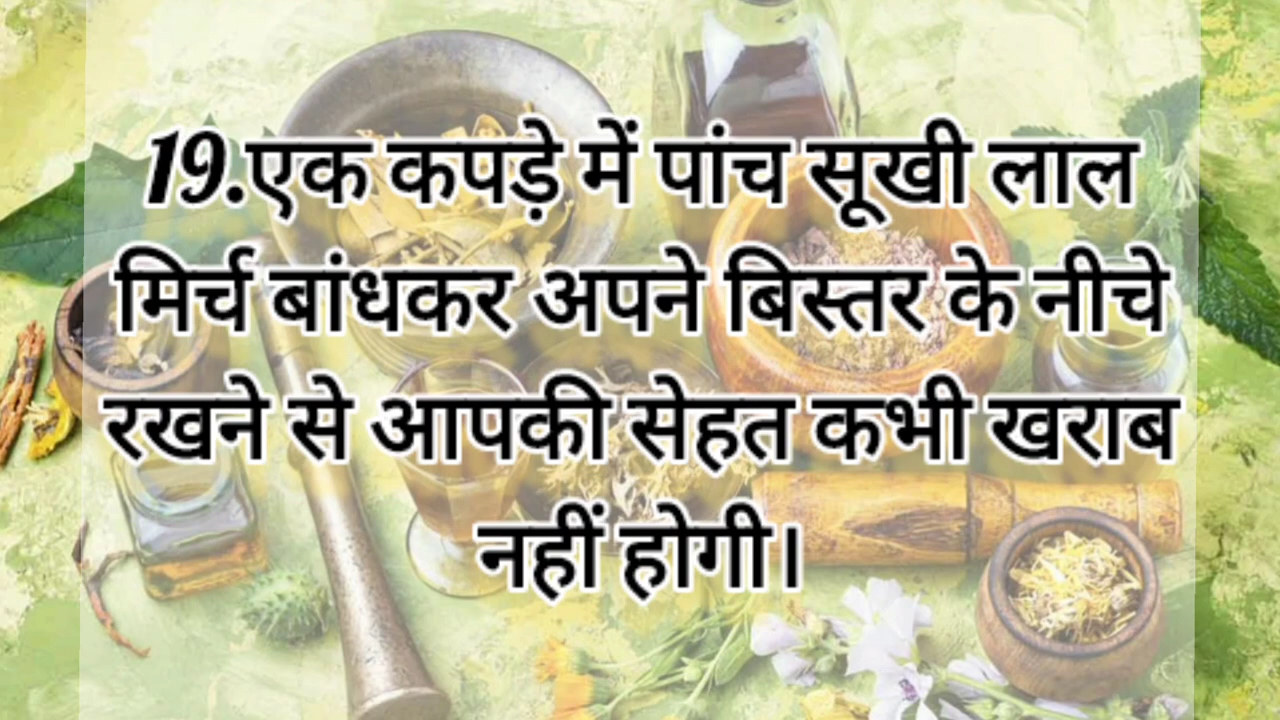 19.एक कपड़े में पांच सूखी लाल
मिर्च बांधकर अपने बिस्तर के नीचे
रखने से आपकी सेहत कभी खराब
नहीं होगी।